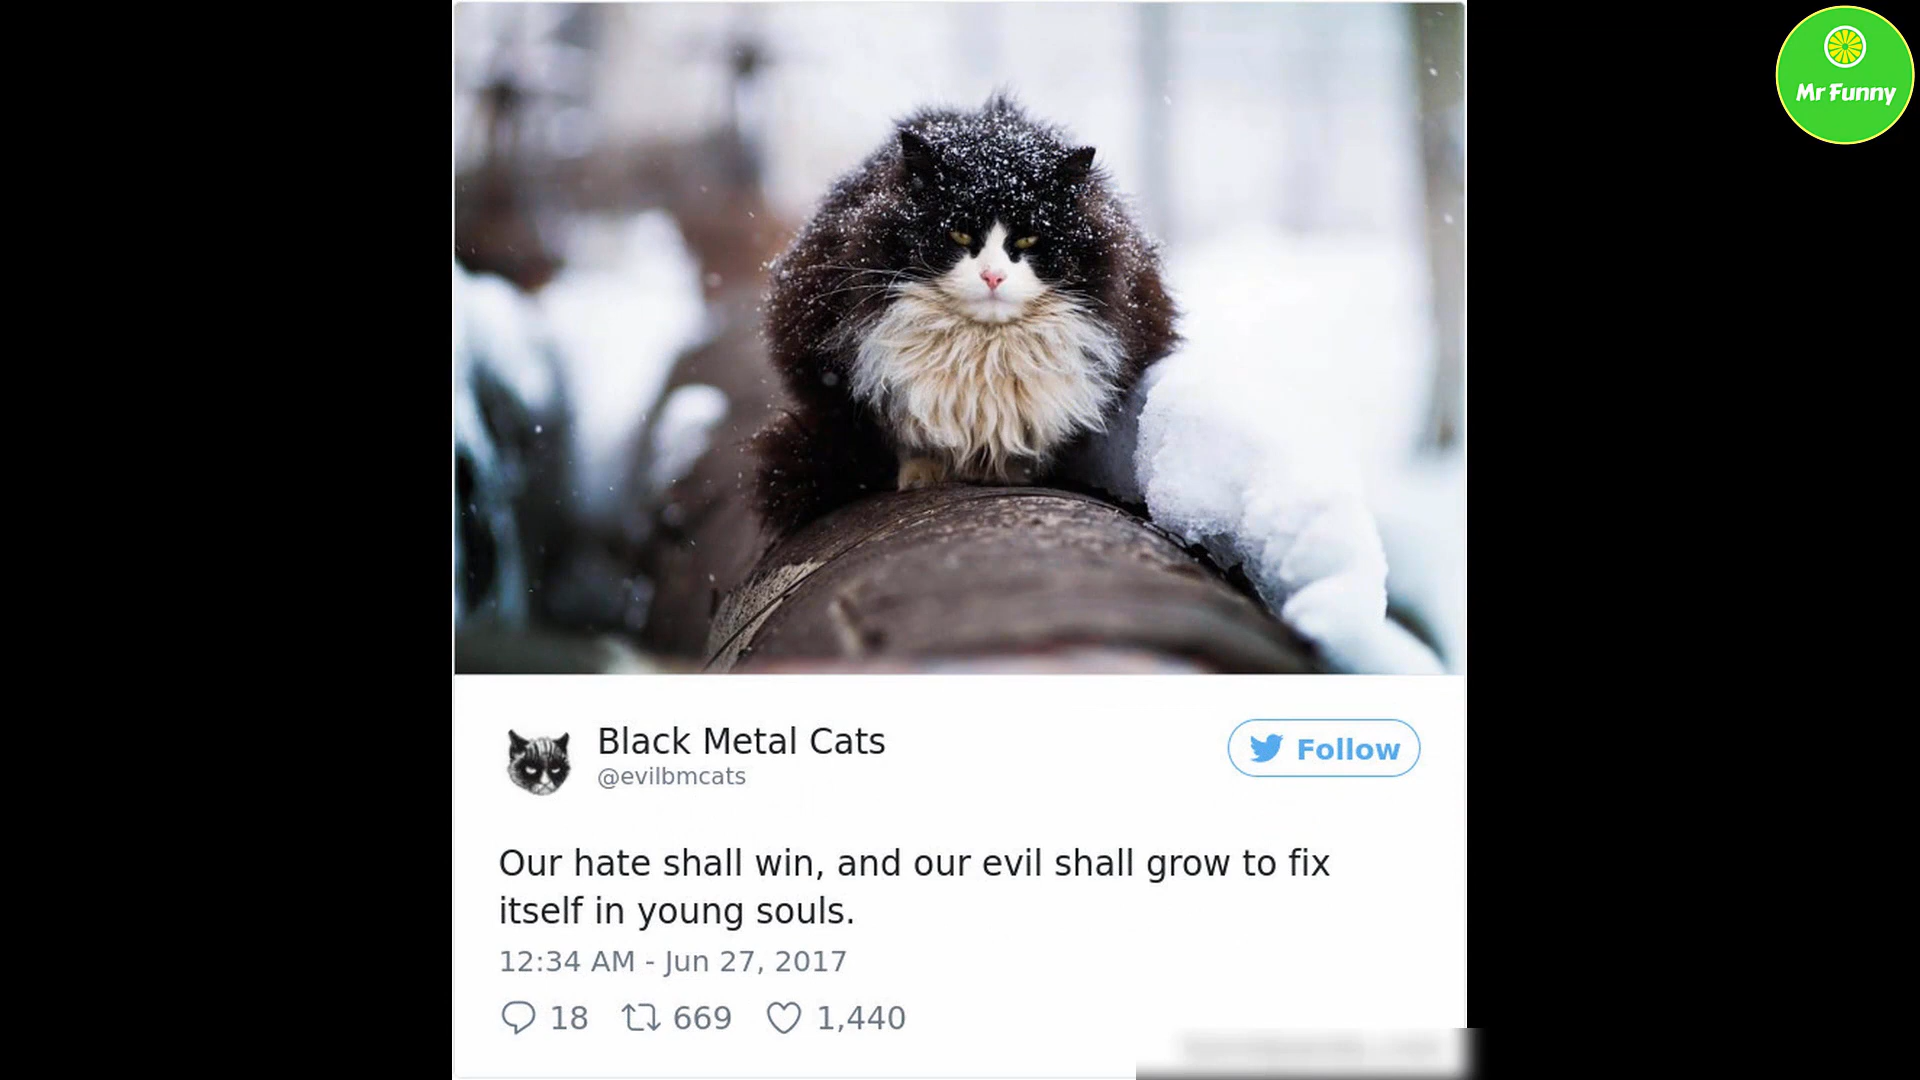 Mr Funny
Black Metal Cats
@evilbmcats
Follow
Our hate shall win, and our evil shall grow to fix
itself in young souls.
12:34 AM - Jun 27, 2017
18 669 1,440